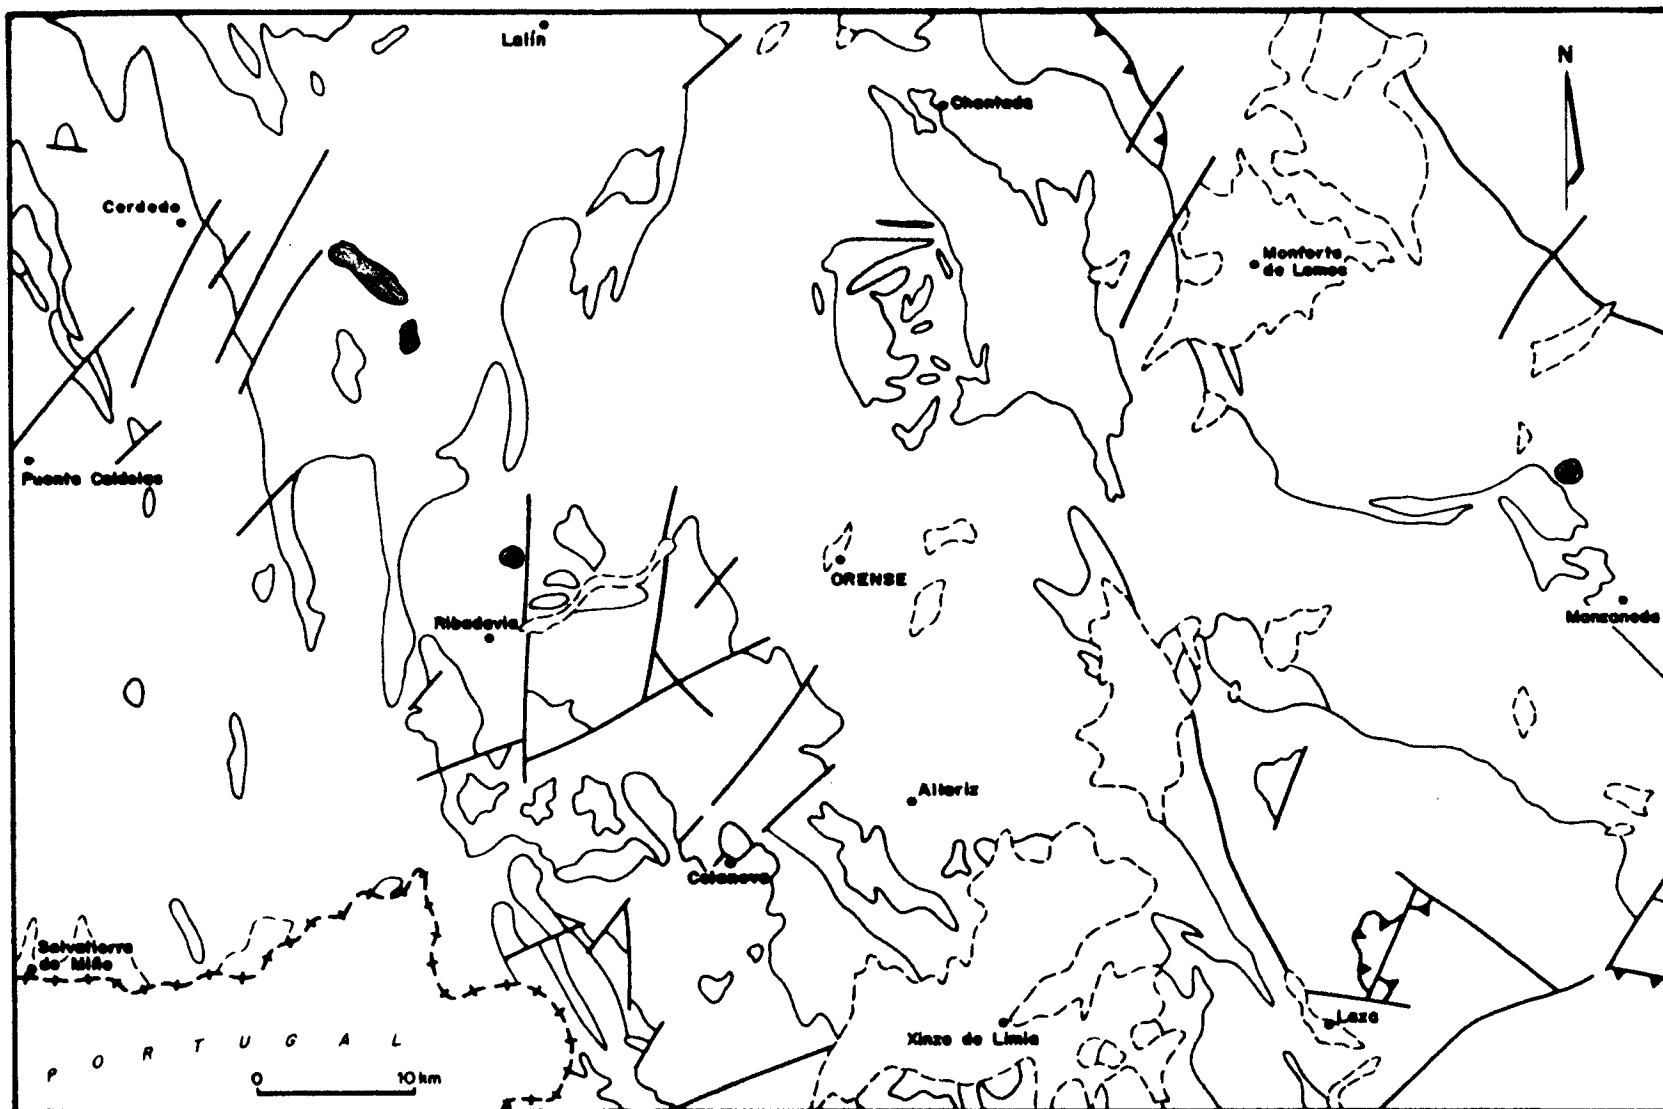 Lalín
N
Chantada
Cerdedo
Monforte
de Lemos
Puente Caldelas
ORENSE
Manzaneda
Ribadavia
Allariz
Celanova
Salvatierra
de Miño
Laza
Xinzo de Limia
PORTUGAL
0 10 km